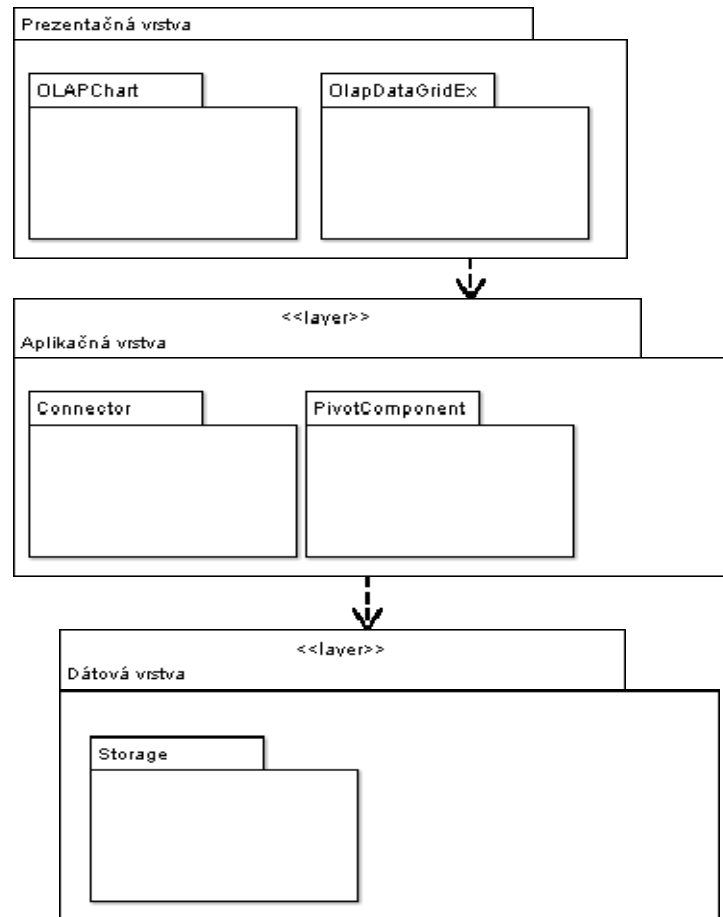 Prezentačná vrstva
OLAPChart
OlapDataGridEx
<<layer>>
Aplikačná vrstva
Connector
PivotComponent
<<layer>>
Dátová vrstva
Storage